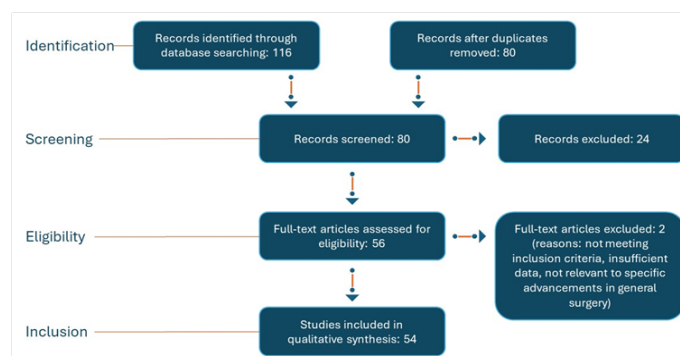 Identification
Records identified through
database searching: 116
Records after duplicates
removed: 80
Screening
Records screened: 80
Records excluded: 24
Eligibility
Full-text articles assessed for
eligibility: 56
Full-text articles excluded: 2
(reasons: not meeting
inclusion criteria, insufficient
data, not relevant to specific
advancements in general
surgery)
Inclusion
Studies included in
qualitative synthesis: 54